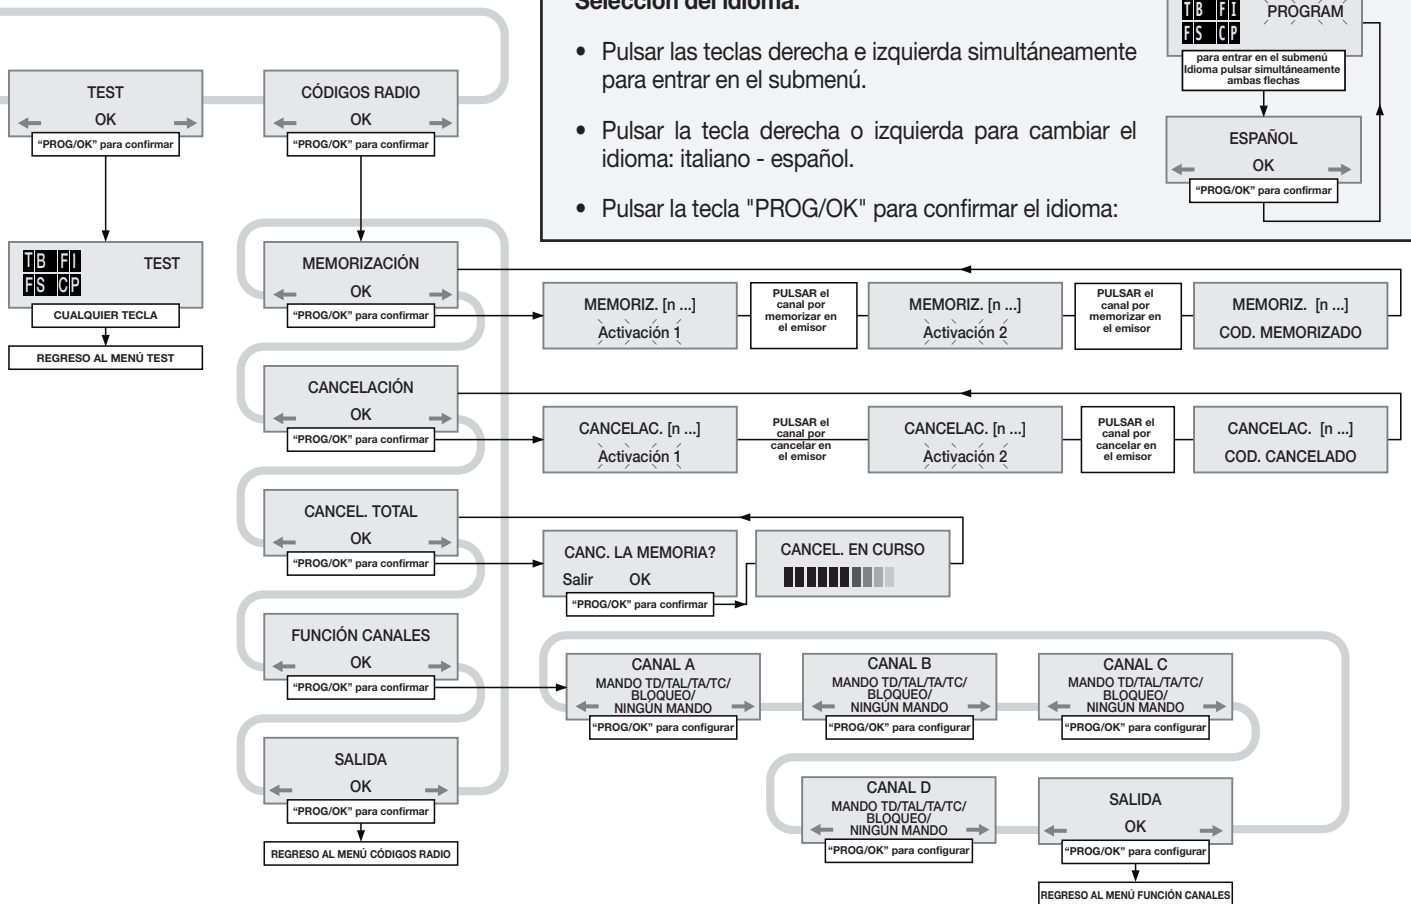 Selección del idioma:
• Pulsar las teclas derecha e izquierda simultáneamente
para entrar en el submenú.
• Pulsar la tecla derecha o izquierda para cambiar el
idioma: italiano - español.
• Pulsar la tecla "PROG/OK" para confirmar el idioma:
TB FI
FS CP
PROGRAM
para entrar en el submenú
Idioma pulsar simultáneamente
ambas flechas
ESPAÑOL
OK
“PROG/OK” para confirmar
TEST
OK
“PROG/OK” para confirmar
TB FI
FS CP
TEST
CUALQUIER TECLA
REGRESO AL MENÚ TEST
CÓDIGOS RADIO
OK
“PROG/OK” para confirmar
MEMORIZACIÓN
OK
“PROG/OK” para confirmar
MEMORIZ. [n ...]
Activación 1
PULSAR el
canal por
memorizar en
el emisor
MEMORIZ. [n ...]
Activación 2
PULSAR el
canal por
memorizar en
el emisor
MEMORIZ. [n ...]
COD. MEMORIZADO
CANCELACIÓN
OK
“PROG/OK” para confirmar
CANCELAC. [n ...]
Activación 1
PULSAR el
canal por
cancelar en
el emisor
CANCELAC. [n ...]
Activación 2
PULSAR el
canal por
cancelar en
el emisor
CANCELAC. [n ...]
COD. CANCELADO
CANCEL. TOTAL
OK
“PROG/OK” para confirmar
CANC. LA MEMORIA?
Salir OK
“PROG/OK” para confirmar
CANCEL. EN CURSO
FUNCIÓN CANALES
OK
“PROG/OK” para confirmar
CANAL A
MANDO TD/TAL/TA/TC/
BLOQUEO/
NINGÚN MANDO
“PROG/OK” para configurar
CANAL B
MANDO TD/TAL/TA/TC/
BLOQUEO/
NINGÚN MANDO
“PROG/OK” para configurar
CANAL C
MANDO TD/TAL/TA/TC/
BLOQUEO/
NINGÚN MANDO
“PROG/OK” para configurar
CANAL D
MANDO TD/TAL/TA/TC/
BLOQUEO/
NINGÚN MANDO
“PROG/OK” para configurar
SALIDA
OK
“PROG/OK” para configurar
REGRESO AL MENÚ FUNCIÓN CANALES
SALIDA
OK
“PROG/OK” para confirmar
REGRESO AL MENÚ CÓDIGOS RADIO